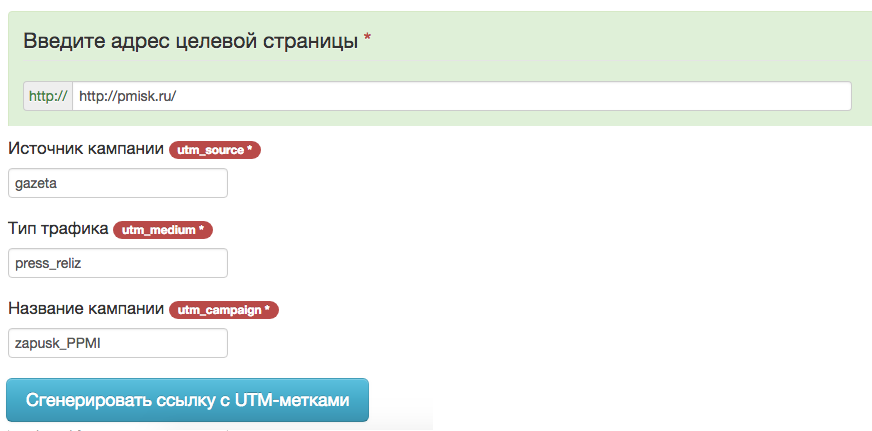 Введите адрес целевой страницы *
http:// http://pmisk.ru/
Источник кампании utm_source *
gazeta
Тип трафика utm_medium *
press_reliz
Название кампании utm_campaign *
zapusk_PPMI
Сгенерировать ссылку с UTM-метками